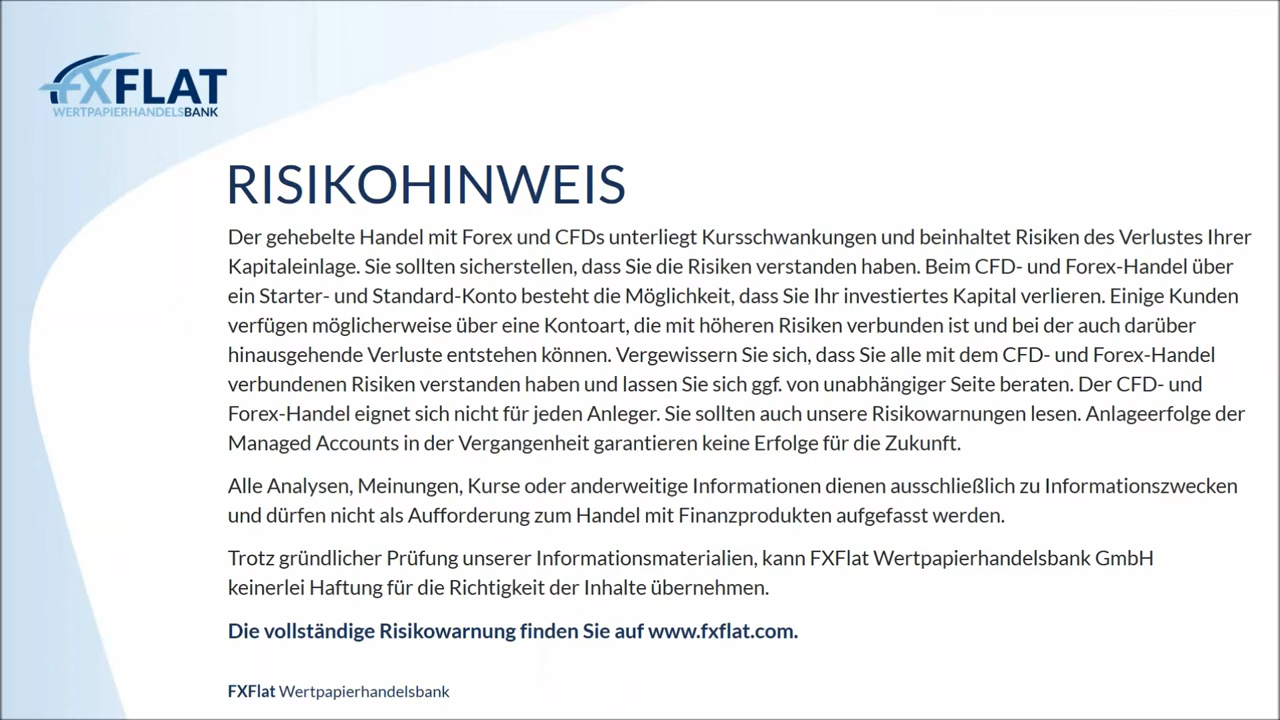 FXFLAT
WERTPAPIERHANDELSBANK
RISIKOHINWEIS
Der gehebelte Handel mit Forex und CFDs unterliegt Kursschwankungen und beinhaltet Risiken des Verlustes Ihrer
Kapitaleinlage. Sie sollten sicherstellen, dass Sie die Risiken verstanden haben. Beim CFD- und Forex-Handel über
ein Starter- und Standard-Konto besteht die Möglichkeit, dass Sie Ihr investiertes Kapital verlieren. Einige Kunden
verfügen möglicherweise über eine Kontoart, die mit höheren Risiken verbunden ist und bei der auch darüber
hinausgehende Verluste entstehen können. Vergewissern Sie sich, dass Sie alle mit dem CFD- und Forex-Handel
verbundenen Risiken verstanden haben und lassen Sie sich ggf. von unabhängiger Seite beraten. Der CFD- und
Forex-Handel eignet sich nicht für jeden Anleger. Sie sollten auch unsere Risikowarnungen lesen. Anlageerfolge der
Managed Accounts in der Vergangenheit garantieren keine Erfolge für die Zukunft.
Alle Analysen, Meinungen, Kurse oder anderweitige Informationen dienen ausschließlich zu Informationszwecken
und dürfen nicht als Aufforderung zum Handel mit Finanzprodukten aufgefasst werden.
Trotz gründlicher Prüfung unserer Informationsmaterialien, kann FXFlat Wertpapierhandelsbank GmbH
keinerlei Haftung für die Richtigkeit der Inhalte übernehmen.
Die vollständige Risikowarnung finden Sie auf www.fxflat.com.
FXFlat Wertpapierhandelsbank